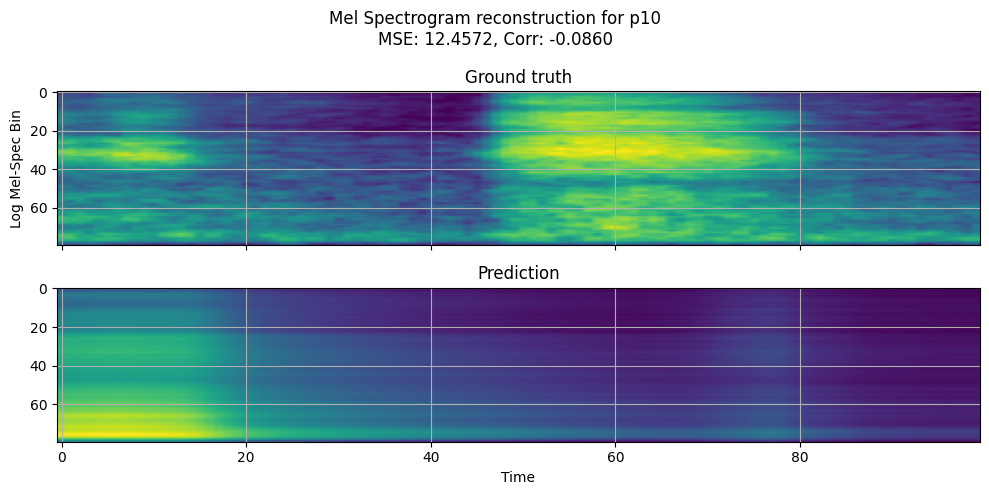 Mel Spectrogram reconstruction for p10
MSE: 12.4572, Corr: -0.0860
Ground truth
0
20
40
60
Log Mel-Spec Bin
Prediction
0
20
40
60
0 20 40 60 80
Time